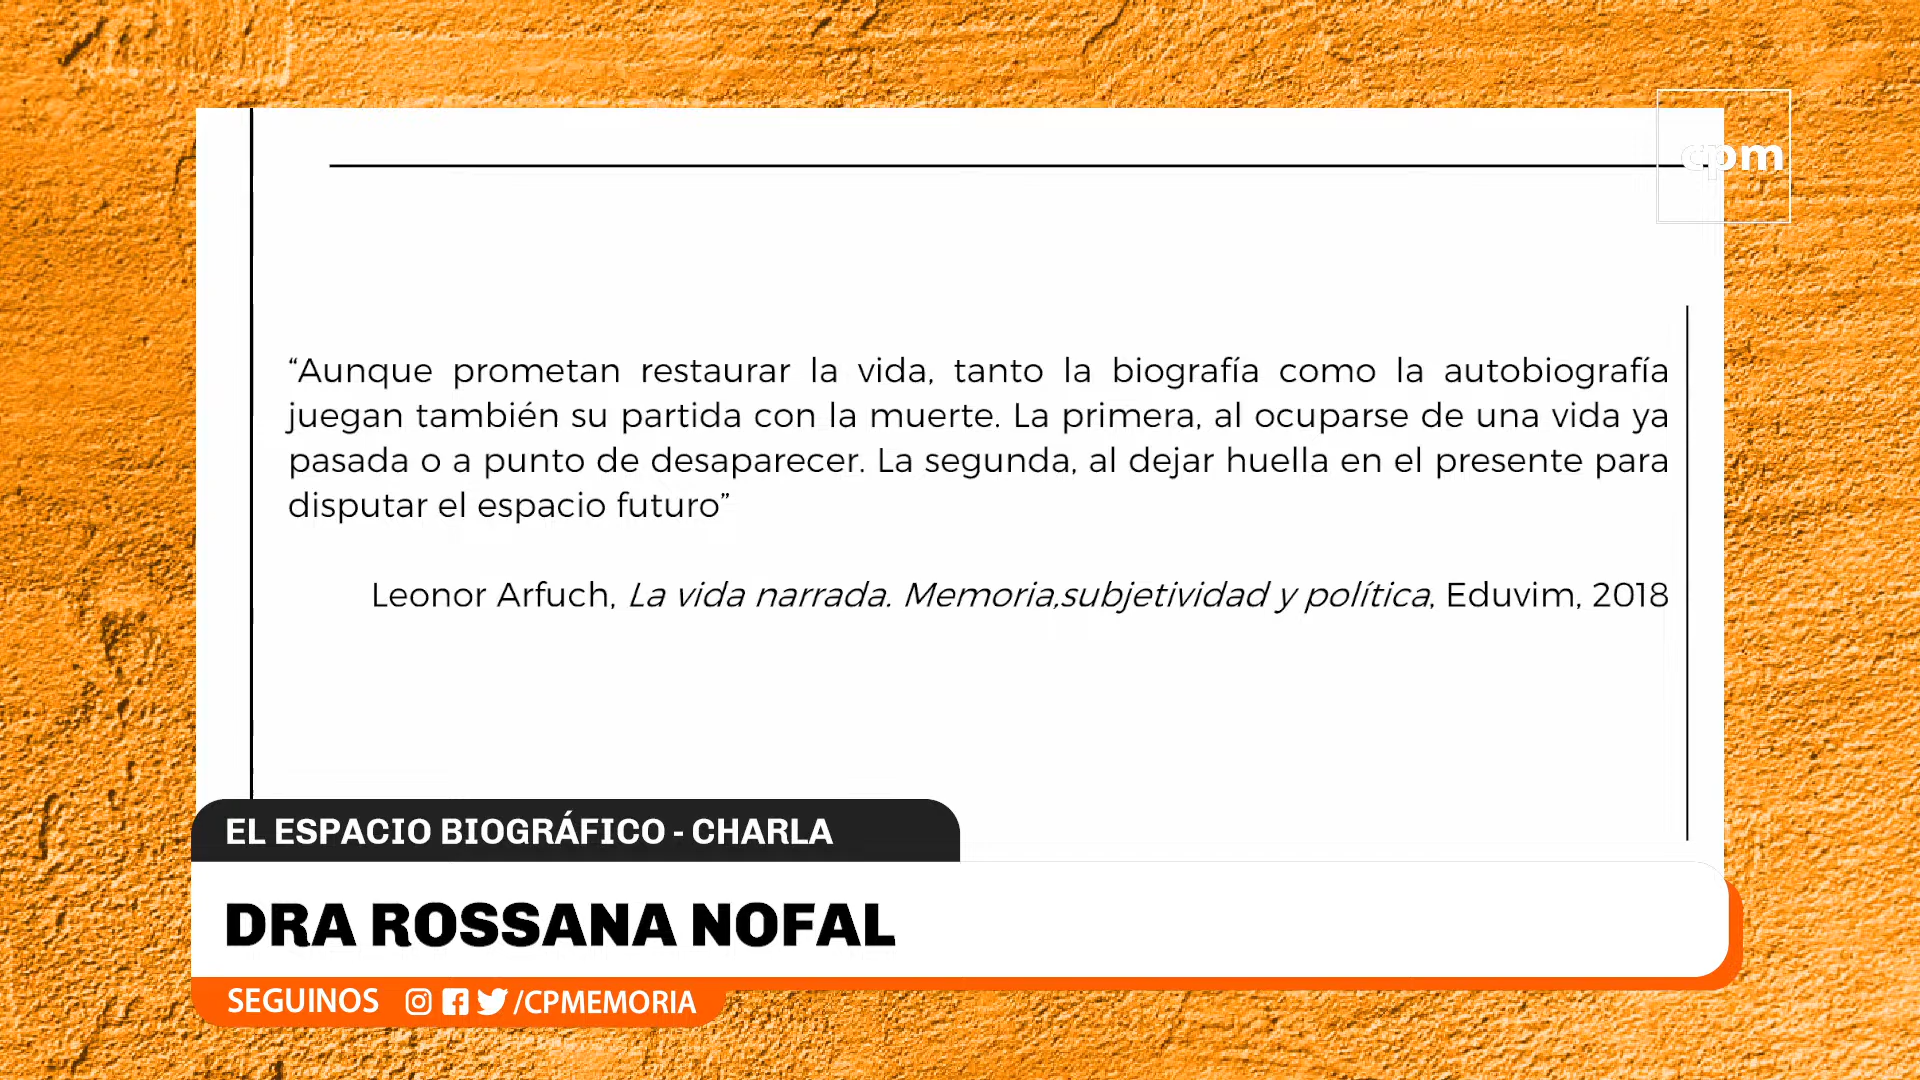 cpm
“Aunque prometan restaurar la vida, tanto la biografía como la autobiografía
juegan también su partida con la muerte. La primera, al ocuparse de una vida ya
pasada o a punto de desaparecer. La segunda, al dejar huella en el presente para
disputar el espacio futuro”
Leonor Arfuch, La vida narrada. Memoria,subjetividad y política, Eduvim, 2018
EL ESPACIO BIOGRÁFICO - CHARLA
DRA ROSSANA NOFAL
SEGUINOS /CPMEMORIA